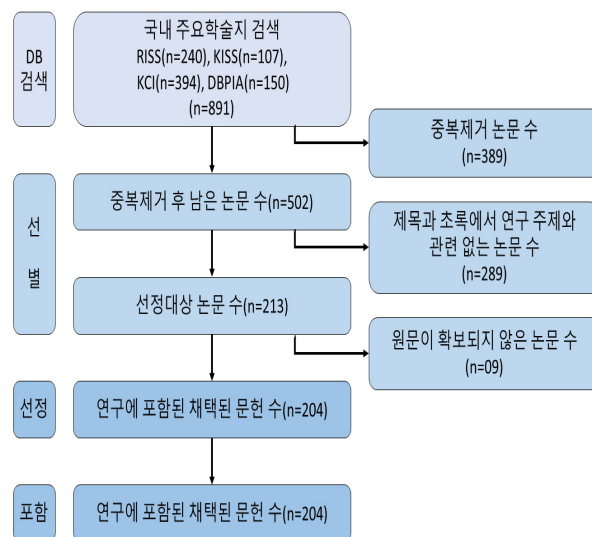 DB
검색
국내 주요학술지 검색
RISS(n=240), KISS(n=107),
KCI(n=394), DBPIA(n=150)
(n=891)
중복제거 논문 수
(n=389)
선
별
중복제거 후 남은 논문 수(n=502)
제목과 초록에서 연구 주제와
관련 없는 논문 수
(n=289)
선정대상 논문 수(n=213)
원문이 확보되지 않은 논문 수
(n=09)
선정
연구에 포함된 채택된 문헌 수(n=204)
포함
연구에 포함된 채택된 문헌 수(n=204)